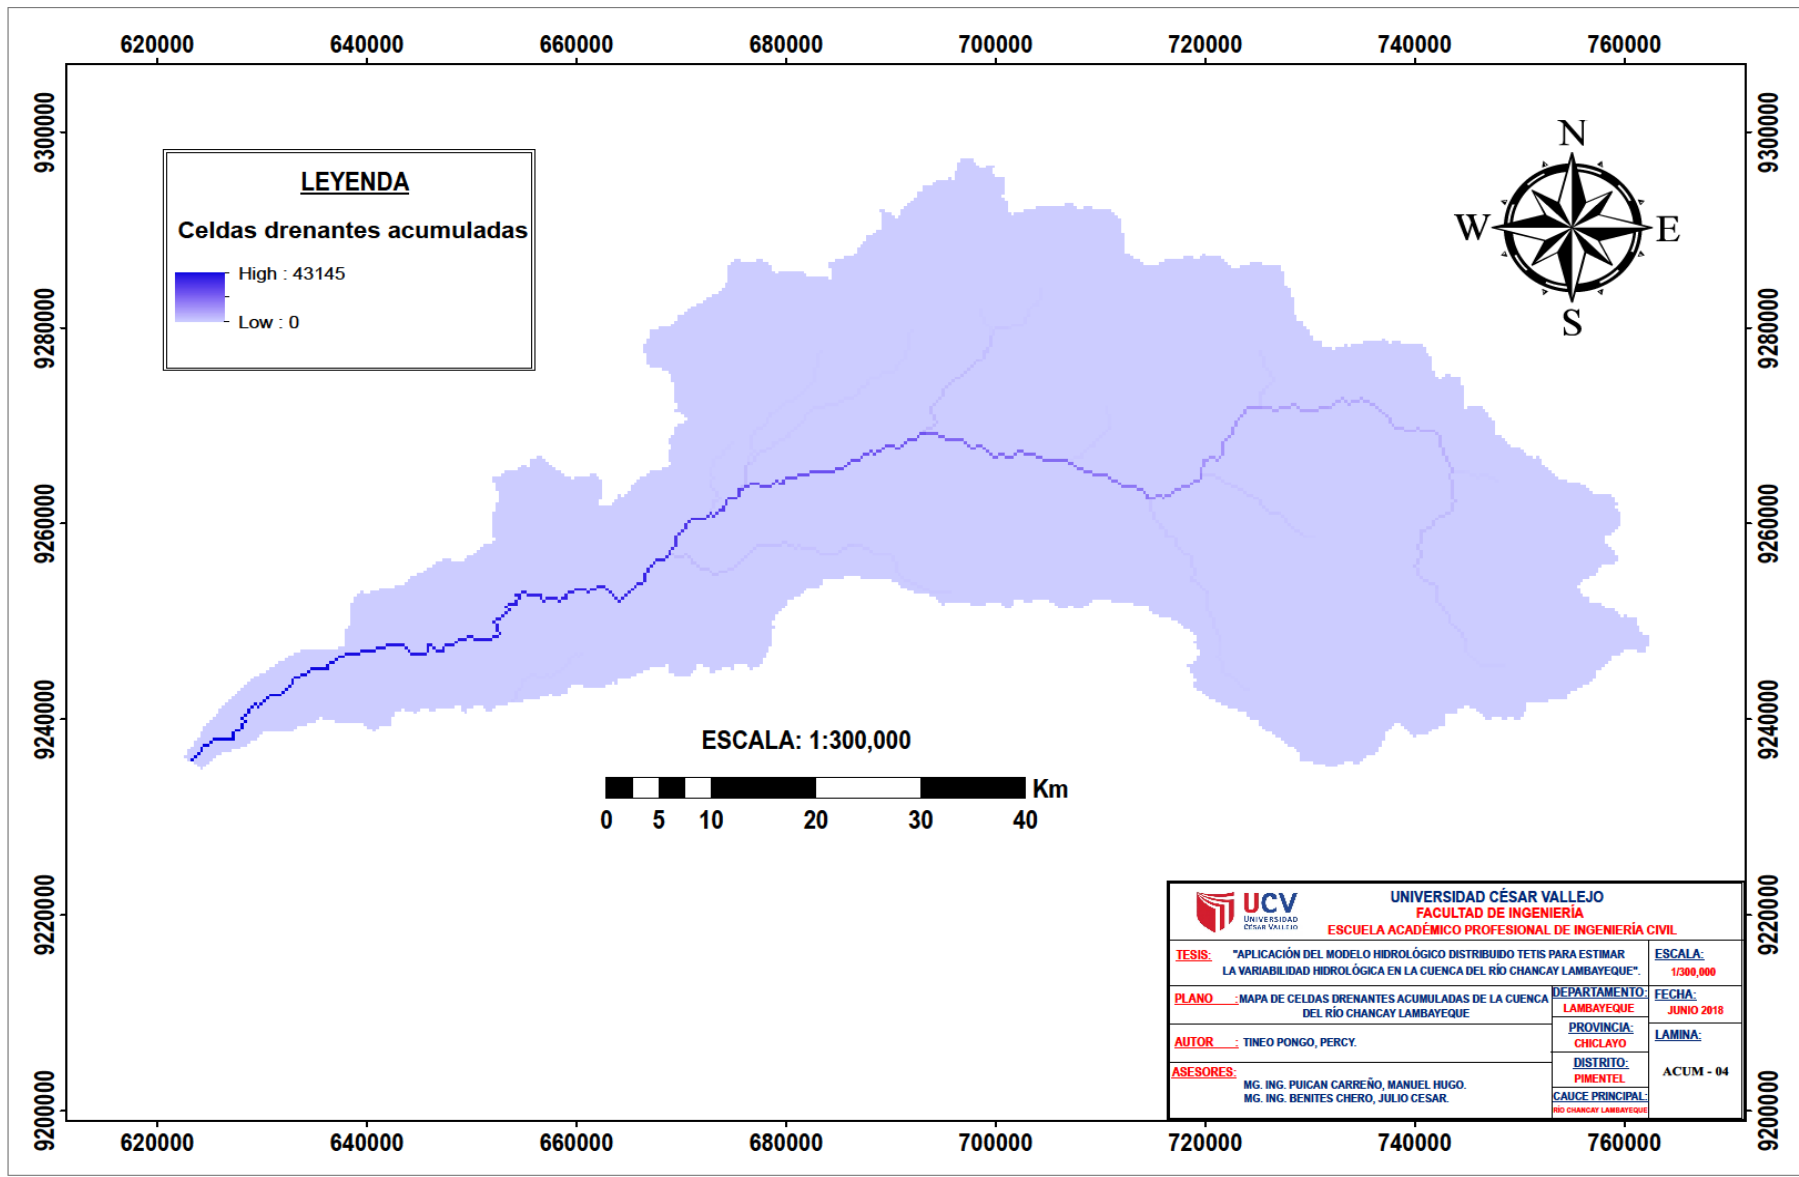 620000 640000 660000 680000 700000 720000 740000 760000
9300000
9280000
9260000
9240000
9220000
9200000
LEYENDA
Celdas drenantes acumuladas
High : 43145
Low : 0
N
W E
S
9300000
9280000
9260000
9240000
9220000
9200000
ESCALA: 1:300,000
Km
0 5 10 20 30 40
UCV
UNIVERSIDAD
CÉSAR VALLEJO
UNIVERSIDAD CÉSAR VALLEJO
FACULTAD DE INGENIERÍA
ESCUELA ACADÉMICO PROFESIONAL DE INGENIERÍA CIVIL
TESIS: "APLICACIÓN DEL MODELO HIDROLÓGICO DISTRIBUIDO TETIS PARA ESTIMAR
LA VARIABILIDAD HIDROLÓGICA EN LA CUENCA DEL RÍO CHANCAY LAMBAYEQUE".
ESCALA:
1/300,000
PLANO : MAPA DE CELDAS DRENANTES ACUMULADAS DE LA CUENCA
DEL RÍO CHANCAY LAMBAYEQUE
DEPARTAMENTO:
LAMBAYEQUE
FECHA:
JUNIO 2018
AUTOR : TINEO PONGO, PERCY.
PROVINCIA:
CHICLAYO
LAMINA:
ACUM - 04
ASESORES:
MG. ING. PUICAN CARREÑO, MANUEL HUGO.
MG. ING. BENITES CHERO, JULIO CESAR.
DISTRITO:
PIMENTEL
CAUCE PRINCIPAL:
RÍO CHANCAY LAMBAYEQUE
620000 640000 660000 680000 700000 720000 740000 760000